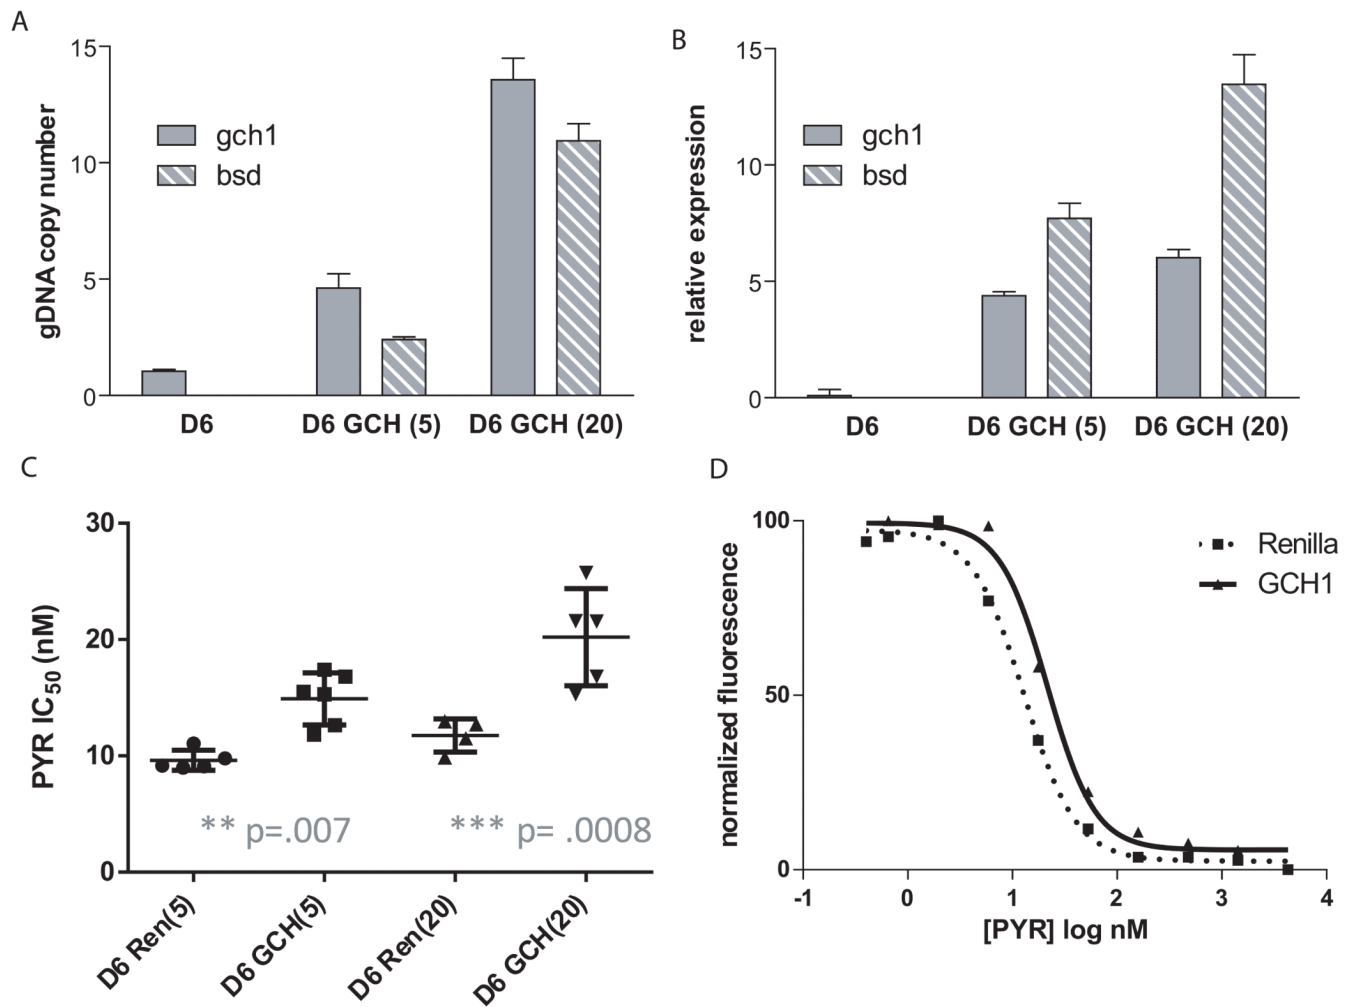 A
15
10
5
0
gDNA copy number
gch1
bsd
D6
D6 GCH (5)
D6 GCH (20)
B
15
10
5
0
relative expression
gch1
bsd
D6
D6 GCH (5)
D6 GCH (20)
C
30
20
10
0
PYR IC50 (nM)
** p=.007
*** p= .0008
D6 Ren(5)
D6 GCH(5)
D6 Ren(20)
D6 GCH(20)
D
100
50
0
normalized fluorescence
Renilla
GCH1
-1
0
1
2
3
4
[PYR] log nM